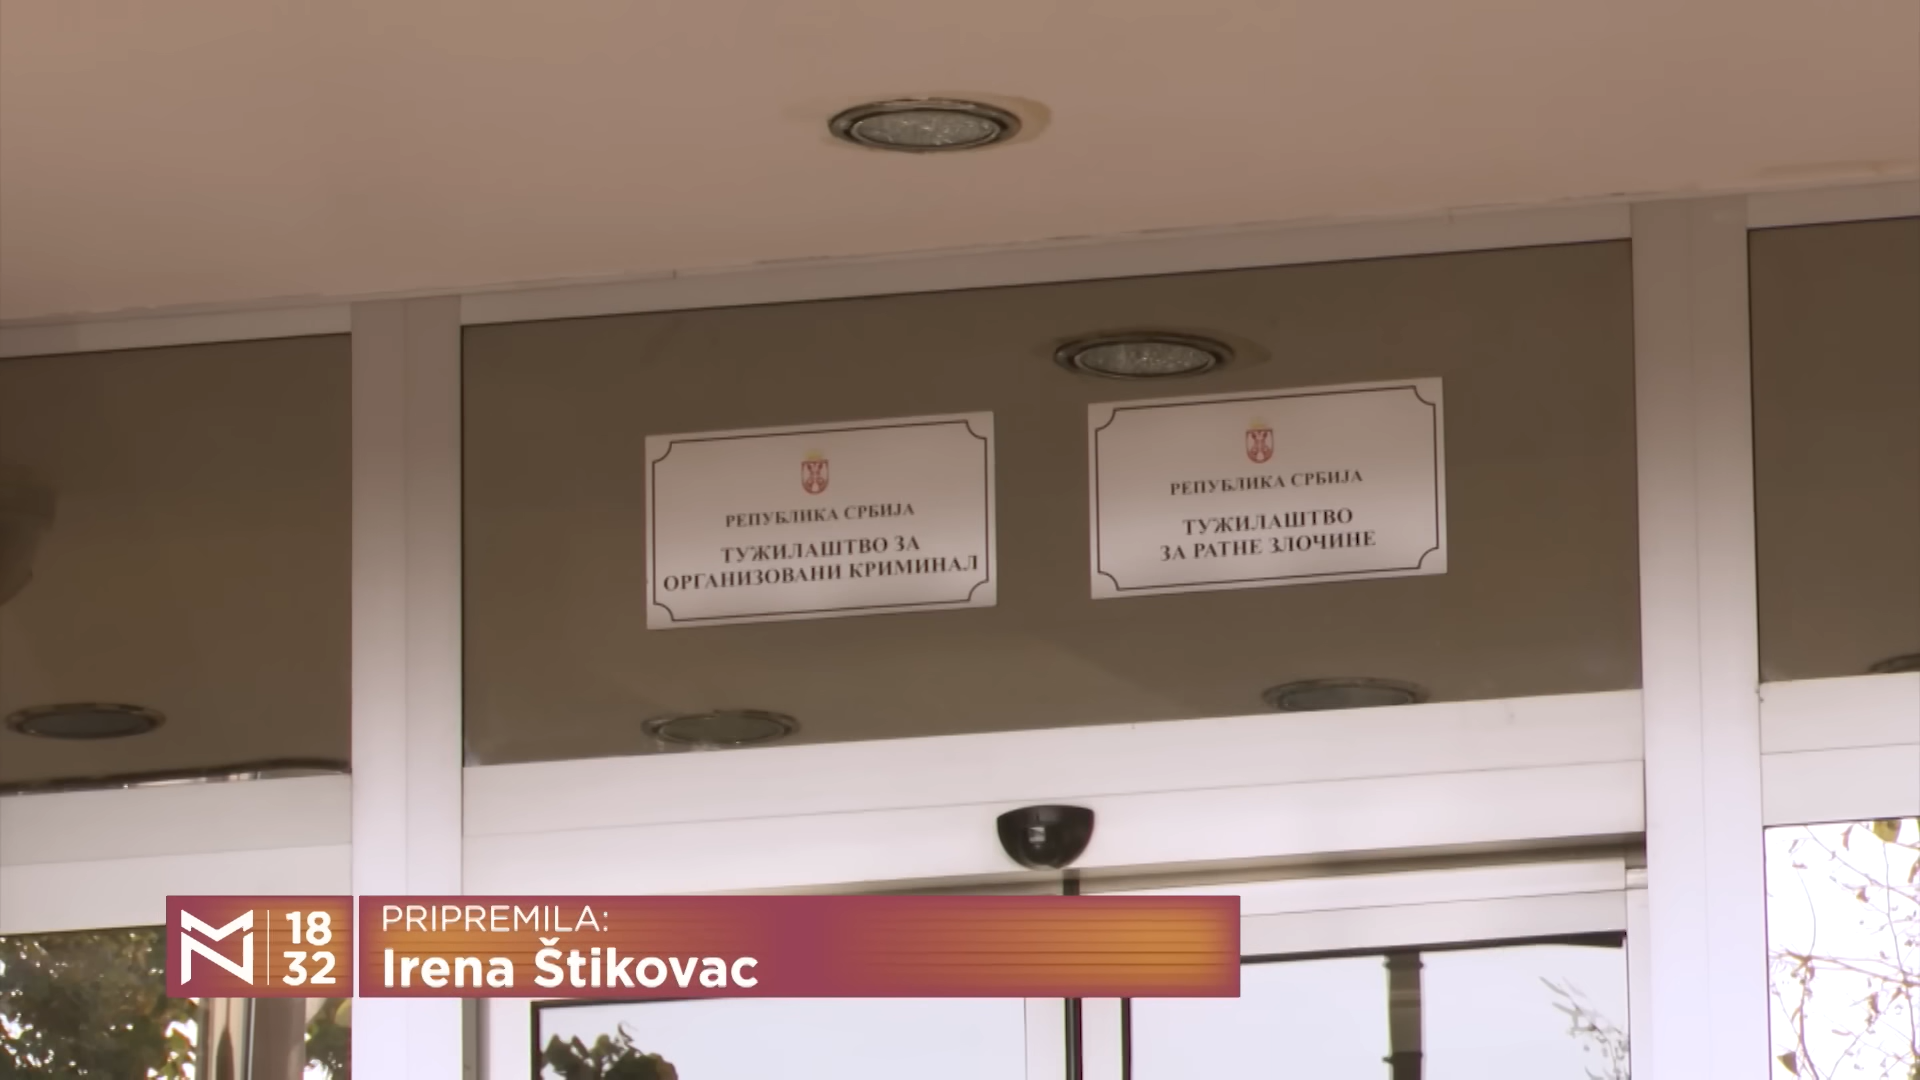 РЕПУБЛИКА СРБИЈА
ТУЖИЛАШТВО ЗА
ОРГАНИЗОВАНИ КРИМИНАЛ
РЕПУБЛИКА СРБИЈА
ТУЖИЛАШТВО
ЗА РАТНЕ ЗЛОЧИНЕ
18
32
PRIPREMILA:
Irena Štikovac